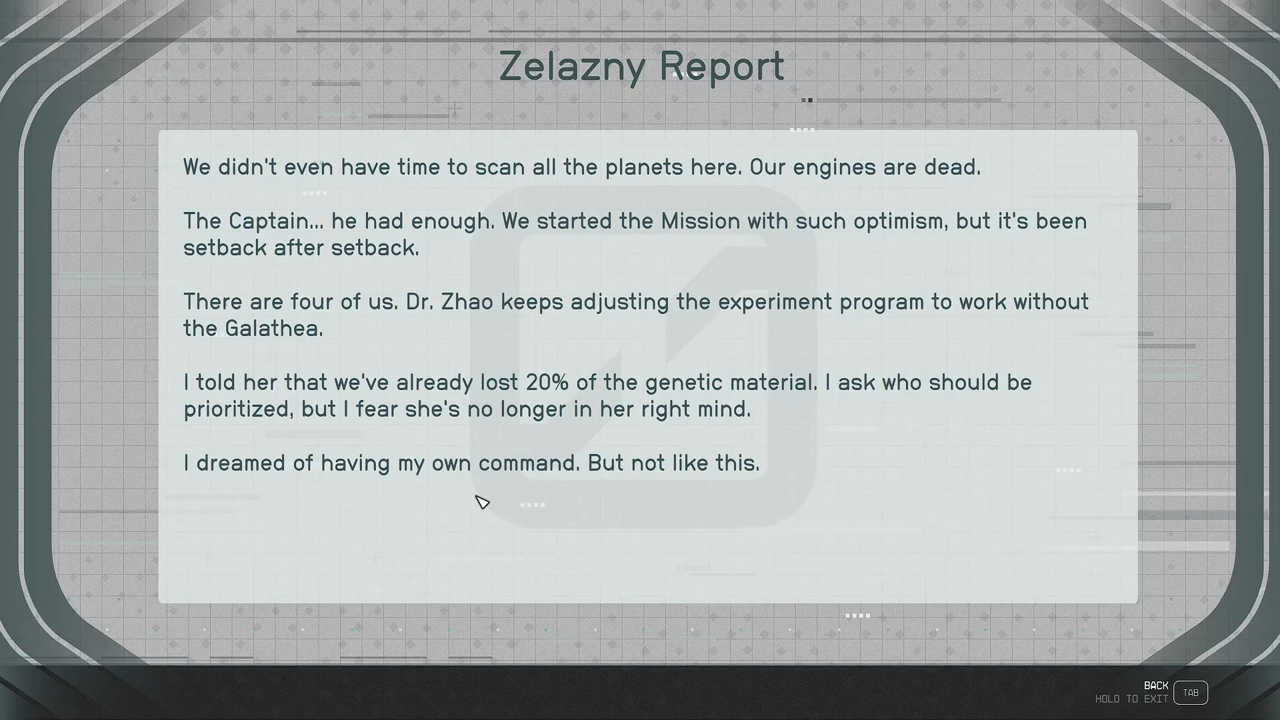 Zelazny Report
We didn't even have time to scan all the planets here. Our engines are dead.
The Captain... he had enough. We started the Mission with such optimism, but it's been
setback after setback.
There are four of us. Dr. Zhao keeps adjusting the experiment program to work without
the Galathea.
I told her that we've already lost 20% of the genetic material. I ask who should be
prioritized, but I fear she's no longer in her right mind.
I dreamed of having my own command. But not like this.
BACK
HOLD TO EXIT TAB